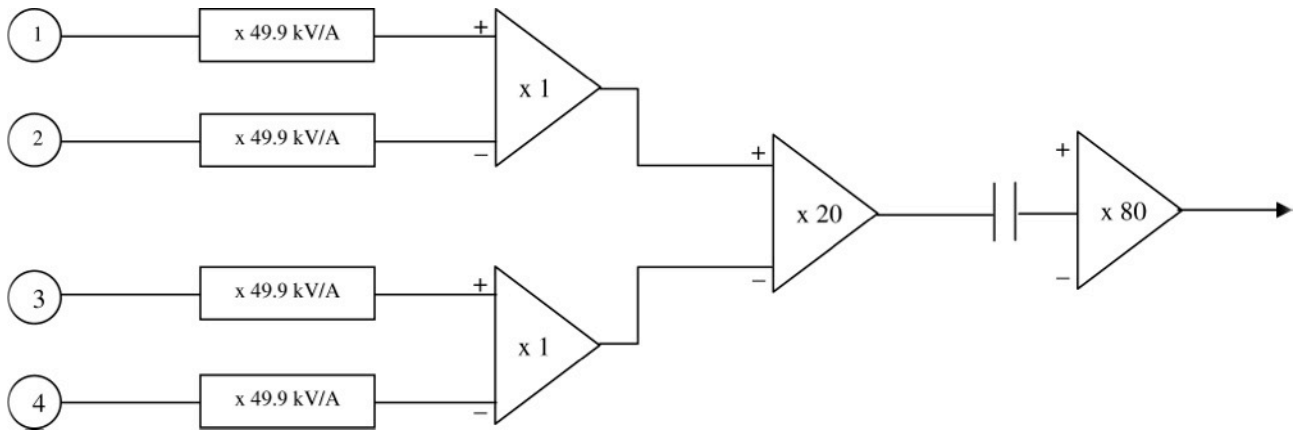 1
x 49.9 kV/A
+
x 1
2
x 49.9 kV/A
–
+
x 20
–
+
x 80
–
3
x 49.9 kV/A
+
x 1
4
x 49.9 kV/A
–